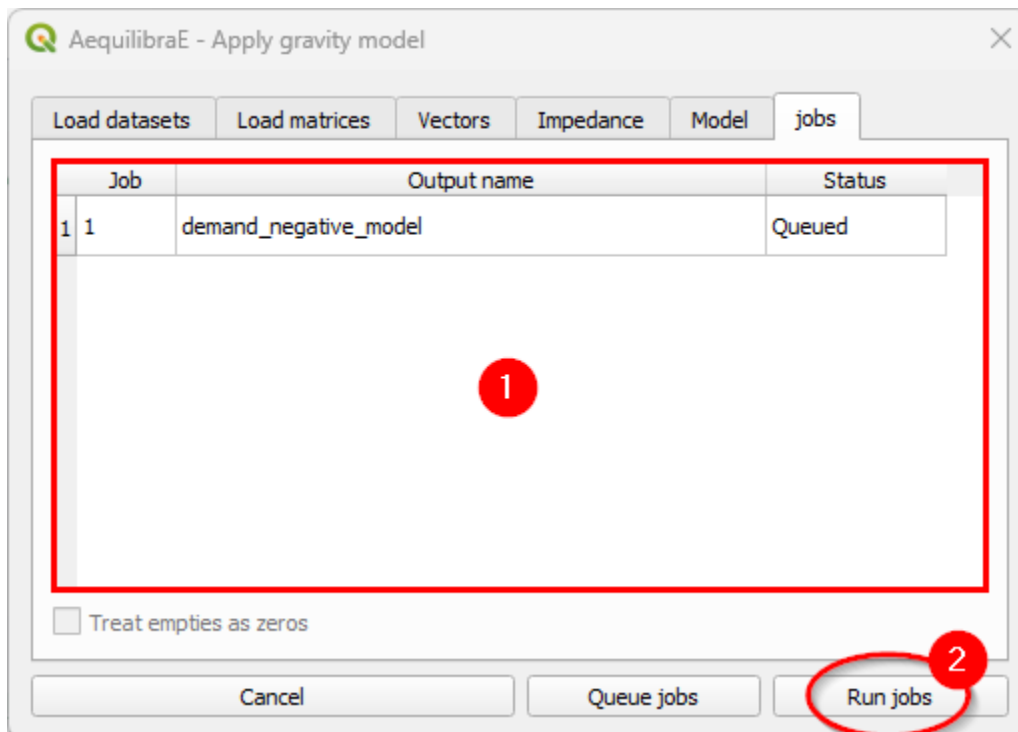 AequilibraE - Apply gravity model
Load datasets Load matrices Vectors Impedance Model jobs
Job Output name Status
1 1 demand_negative_model Queued
1
Treat empties as zeros
2
Cancel Queue jobs Run jobs